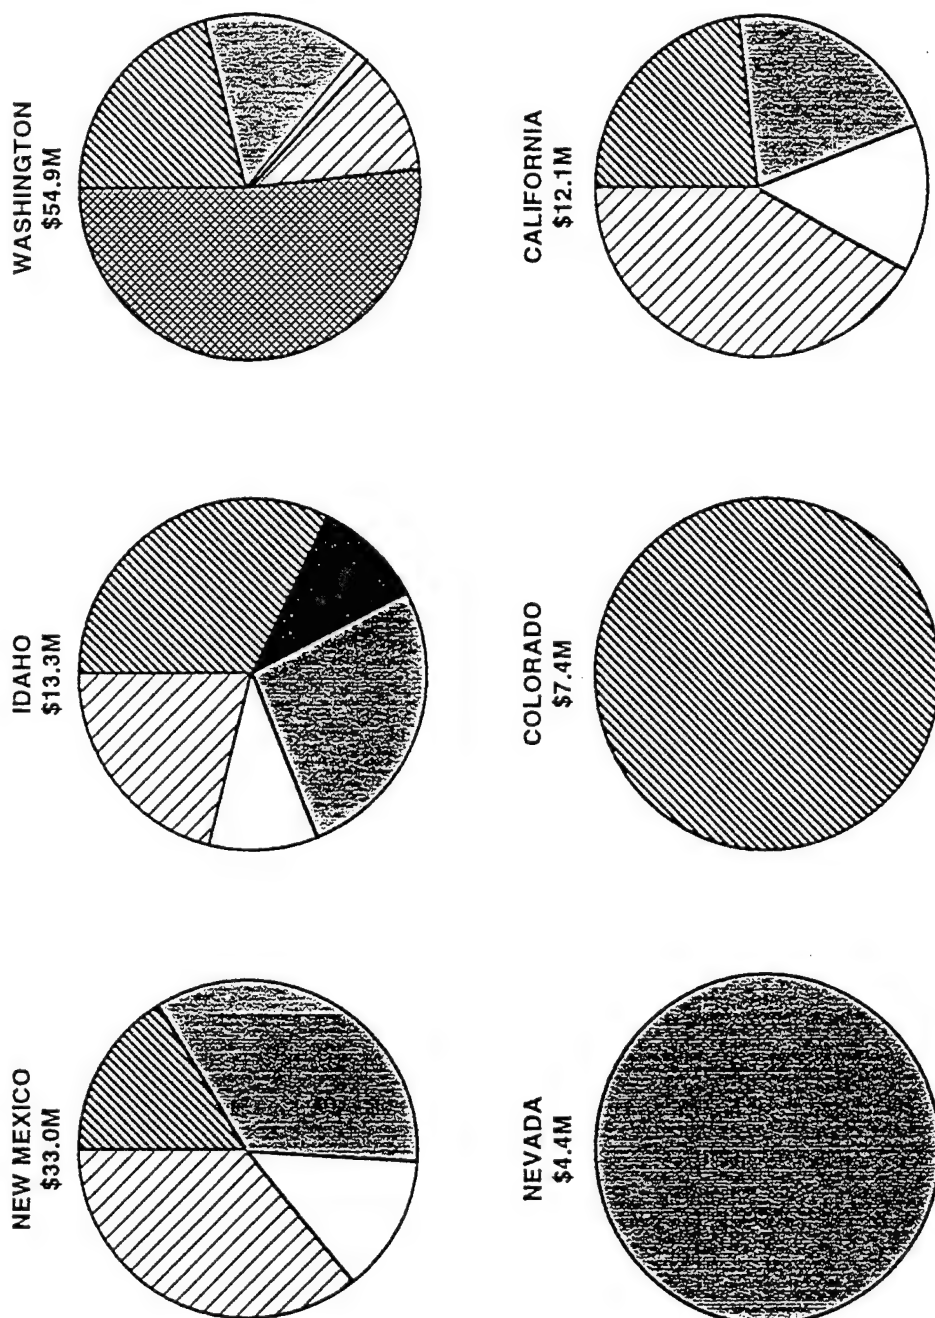 NEW MEXICO
$33.0M
IDAHO
$13.3M
WASHINGTON
$54.9M
NEVADA
$4.4M
COLORADO
$7.4M
CALIFORNIA
$12.1M